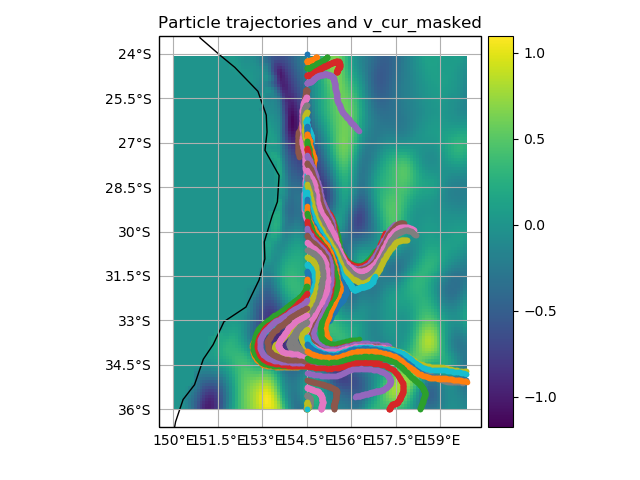 Particle trajectories and v_cur_masked
24°S
25.5°S
27°S
28.5°S
30°S
31.5°S
33°S
34.5°S
36°S
150°E151.5°E153°E154.5°E156°E157.5°E159°E
1.0
0.5
0.0
−0.5
−1.0